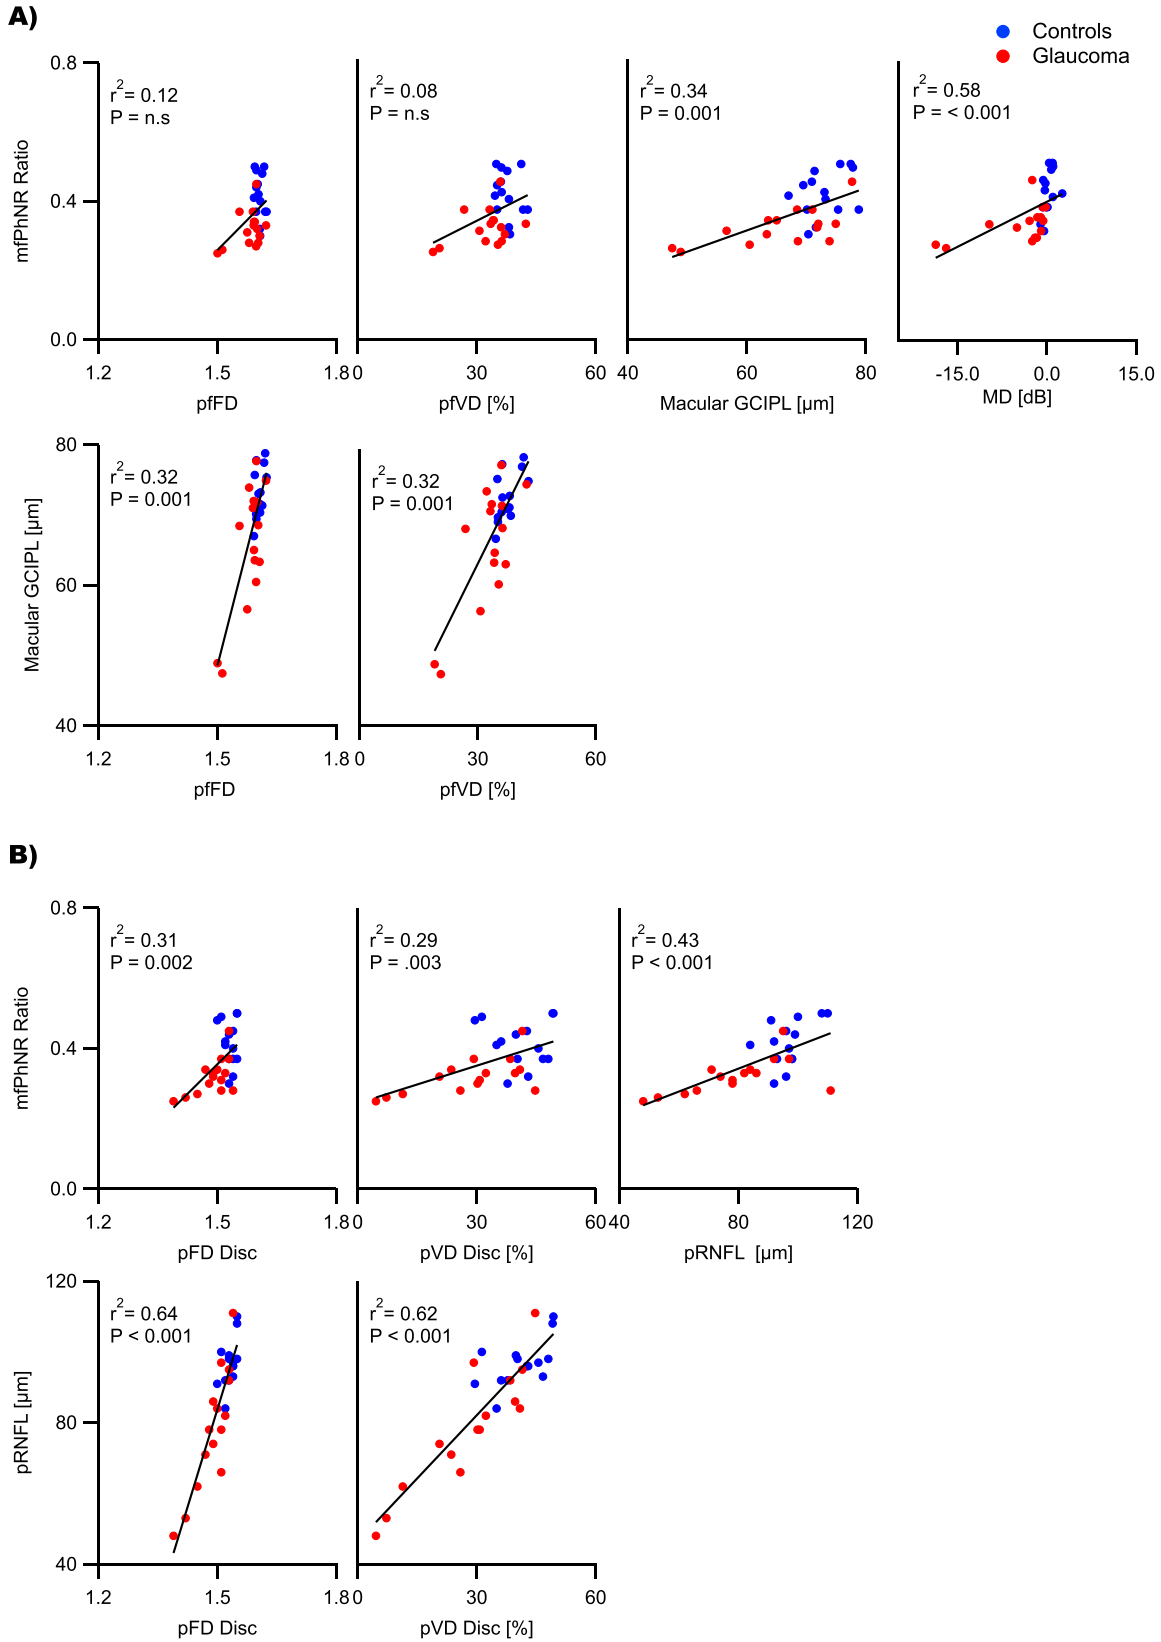 A)
Controls
Glaucoma
mfPhNR Ratio
0.8
0.4
0.0
r2= 0.12
P = n.s
1.2
1.5
1.8
pfFD
r2= 0.08
P = n.s
0
30
60
pfVD [%]
r2= 0.34
P = 0.001
40
60
80
Macular GCIPL [µm]
r2= 0.58
P = < 0.001
-15.0
0.0
15.0
MD [dB]
Macular GCIPL [µm]
80
60
40
r2= 0.32
P = 0.001
1.2
1.5
1.8
pfFD
r2= 0.32
P = 0.001
0
30
60
pfVD [%]
B)
mfPhNR Ratio
0.8
0.4
0.0
r2= 0.31
P = 0.002
1.2
1.5
1.8
pFD Disc
r2= 0.29
P = .003
0
30
60
pVD Disc [%]
r2= 0.43
P < 0.001
40
80
120
pRNFL [µm]
pRNFL [µm]
120
80
40
r2= 0.64
P < 0.001
1.2
1.5
1.8
pFD Disc
r2= 0.62
P < 0.001
0
30
60
pVD Disc [%]